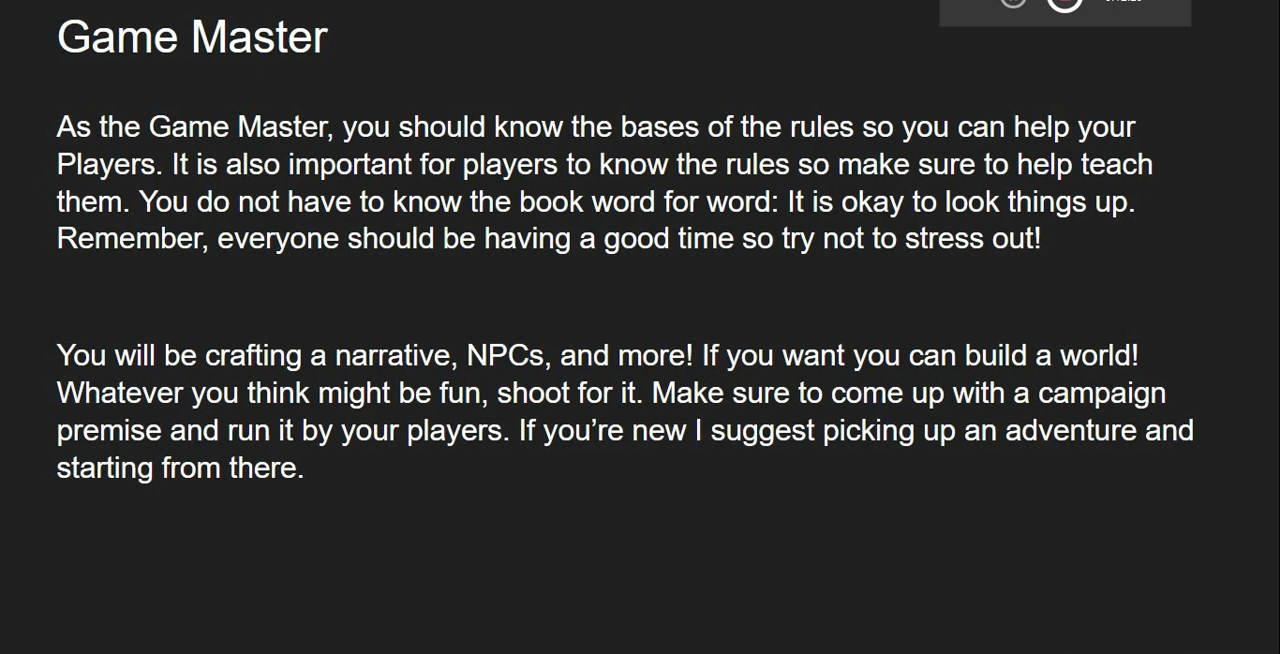 Game Master
As the Game Master, you should know the bases of the rules so you can help your
Players. It is also important for players to know the rules so make sure to help teach
them. You do not have to know the book word for word: It is okay to look things up.
Remember, everyone should be having a good time so try not to stress out!
You will be crafting a narrative, NPCs, and more! If you want you can build a world!
Whatever you think might be fun, shoot for it. Make sure to come up with a campaign
premise and run it by your players. If you’re new I suggest picking up an adventure and
starting from there.